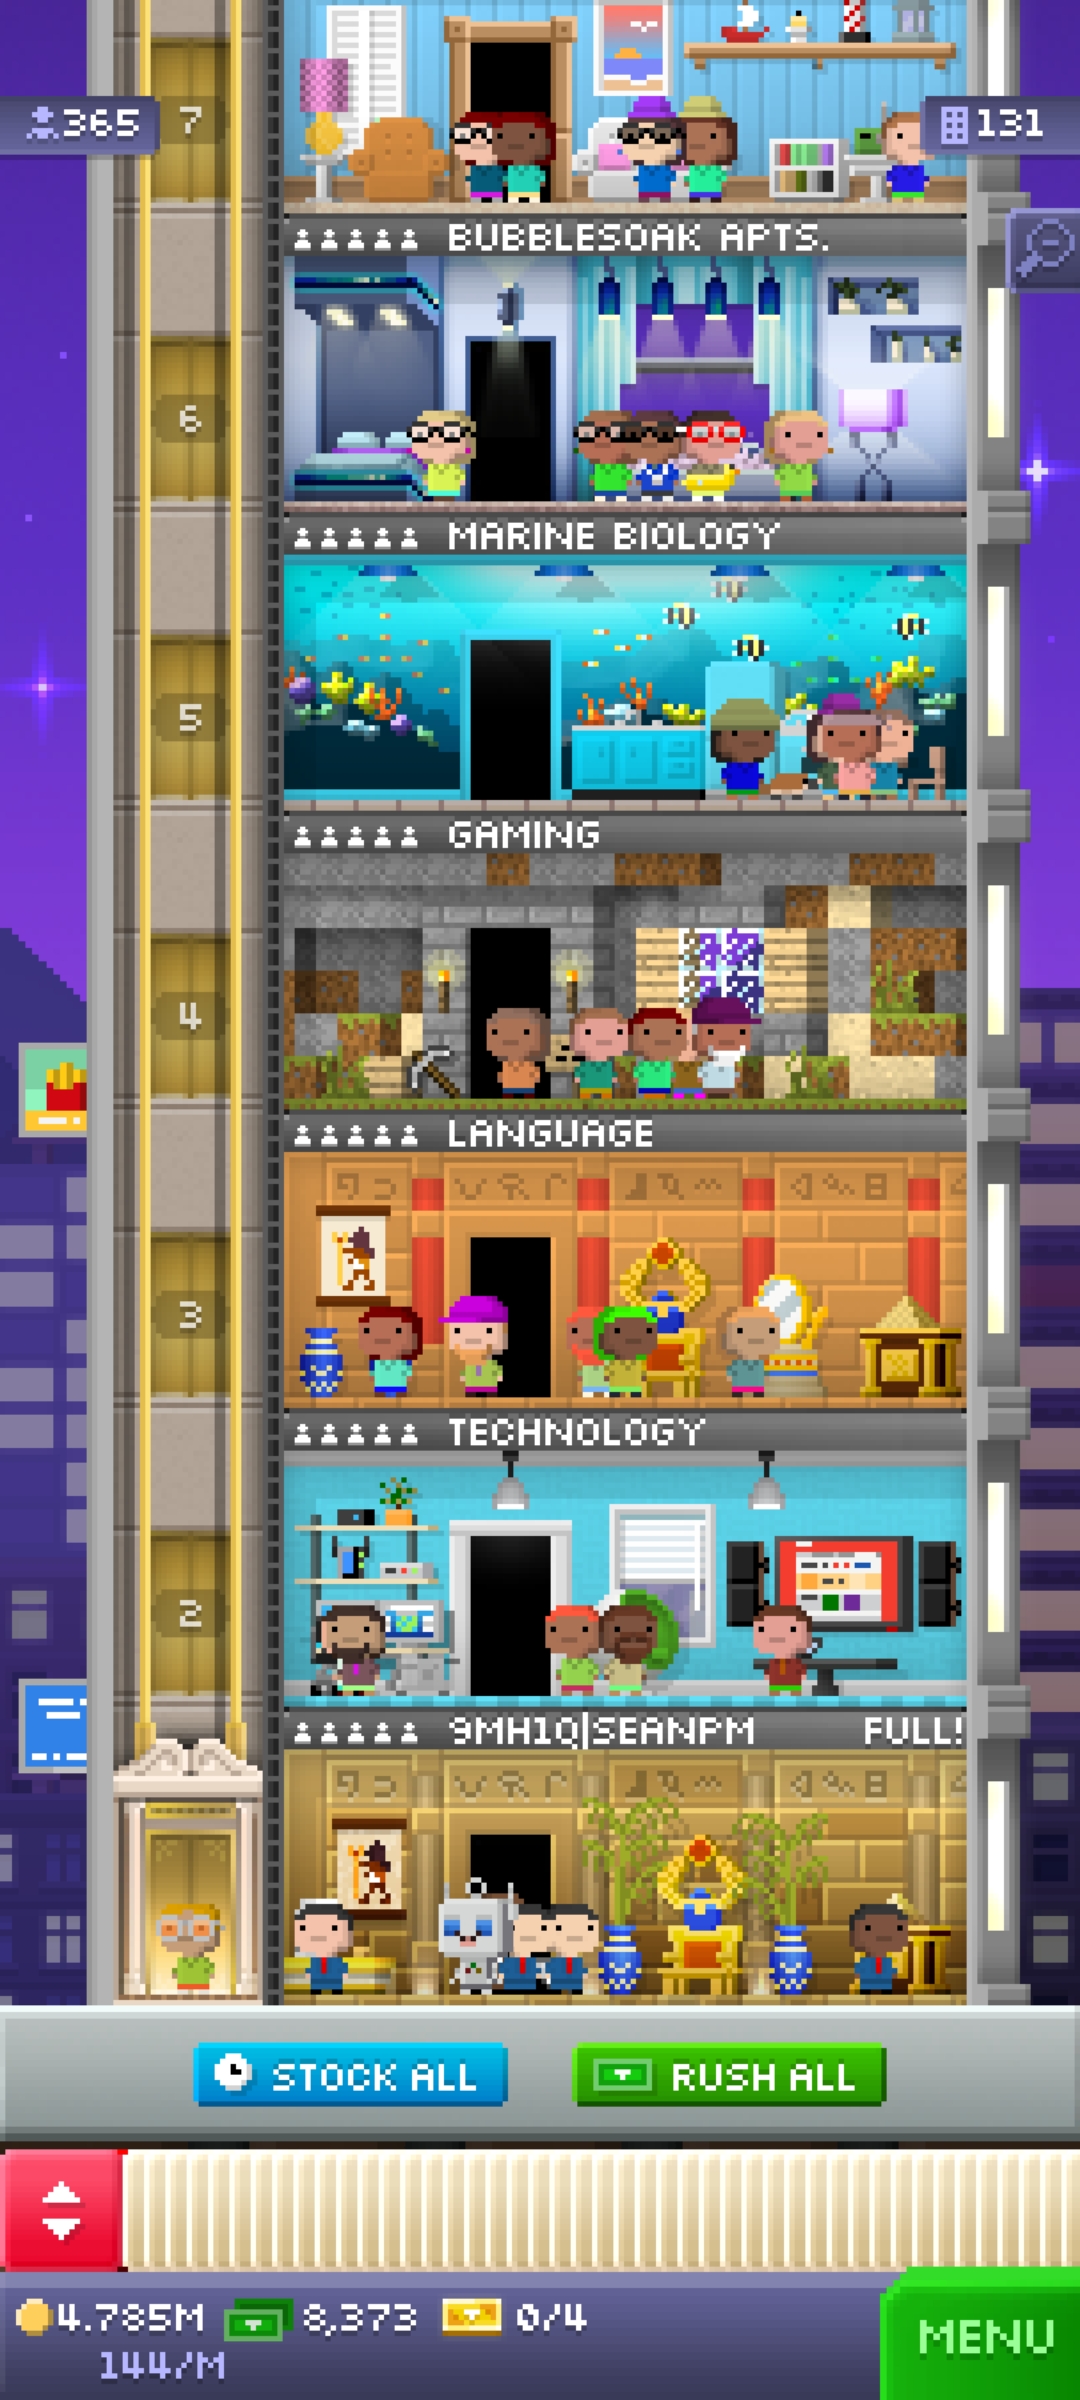 365
7
131
BUBBLESOAK APTS.
6
MARINE BIOLOGY
5
GAMING
4
LANGUAGE
3
TECHNOLOGY
2
9MH1Q|SEANPM FULL!
STOCK ALL
RUSH ALL
4.785M 8,373 0/4
144/M
MENU